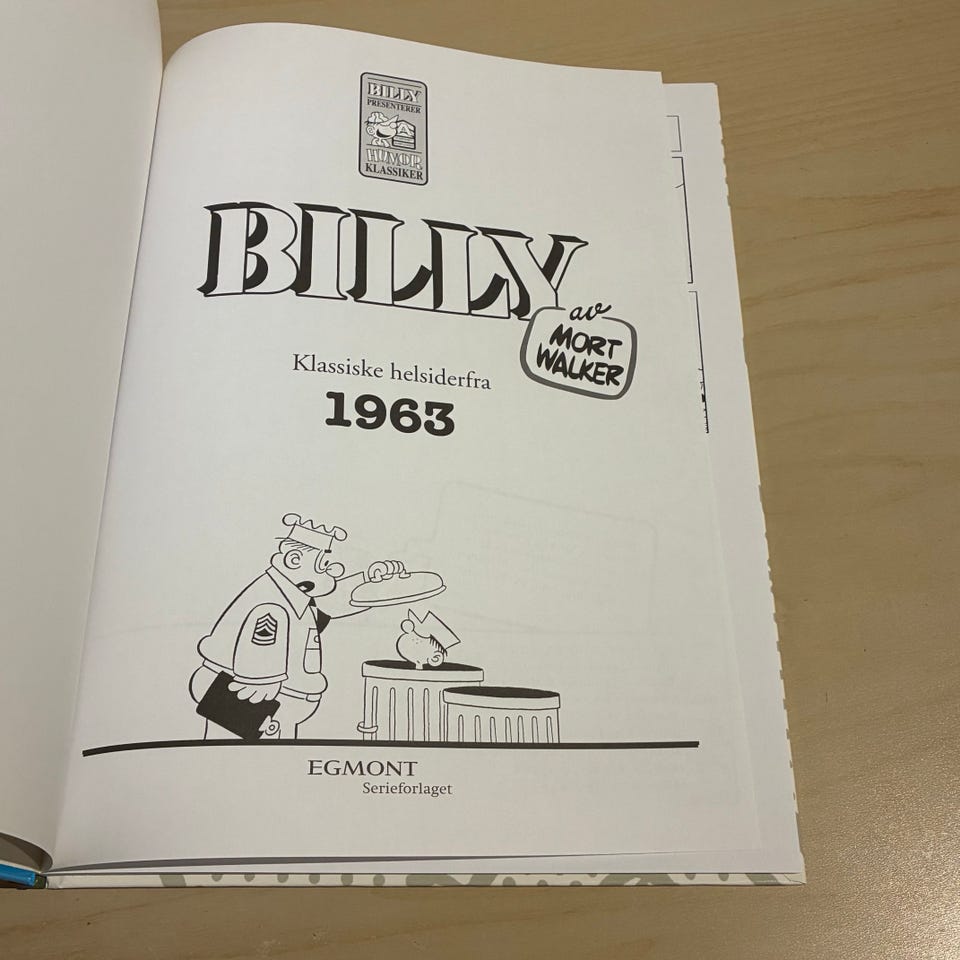 BILLY
PRESENTERER
HUMOR
KLASSIKER
BILLY
av
MORT
WALKER
Klassiske helsiderfra
1963
EGMONT
Serieforlaget